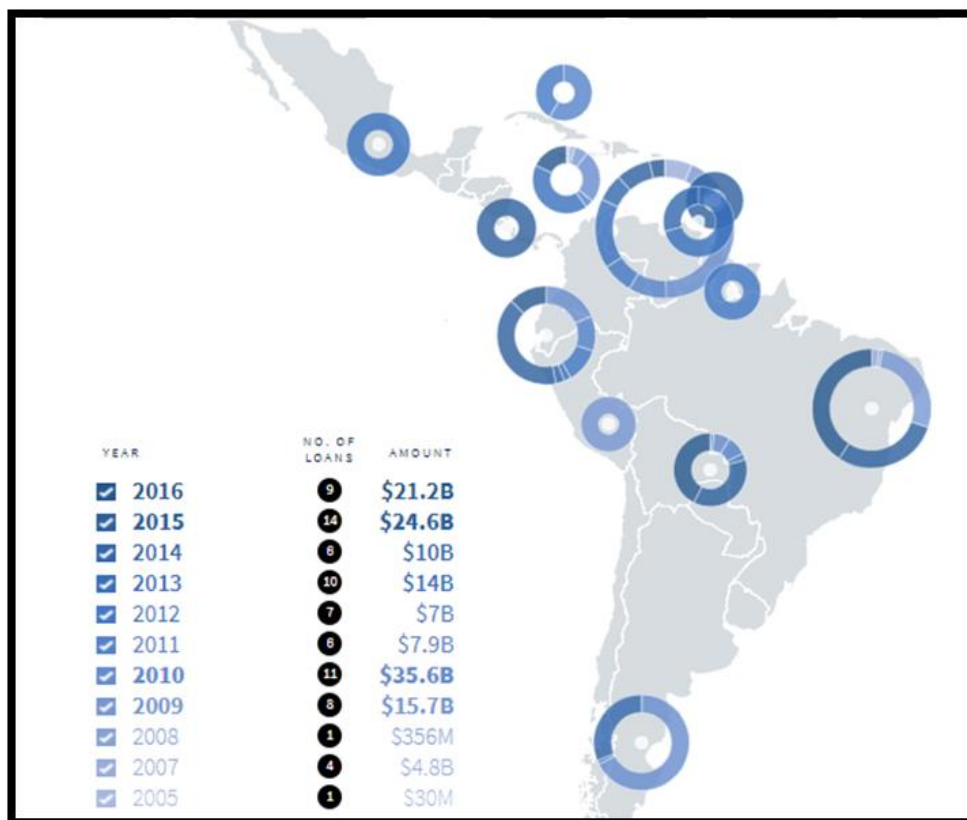 YEAR NO. OF LOANS AMOUNT
2016 9 $21.2B
2015 14 $24.6B
2014 6 $10B
2013 10 $14B
2012 7 $7B
2011 6 $7.9B
2010 11 $35.6B
2009 8 $15.7B
2008 1 $356M
2007 4 $4.8B
2005 1 $30M